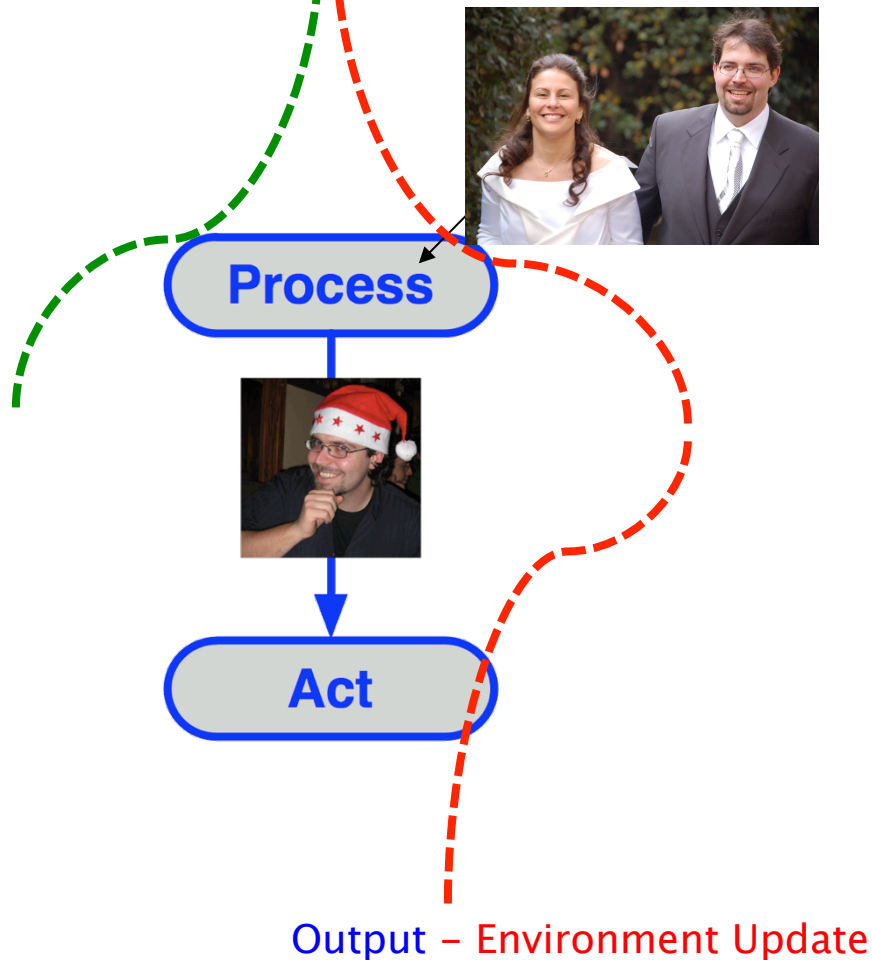 Process
Act
Output – Environment Update